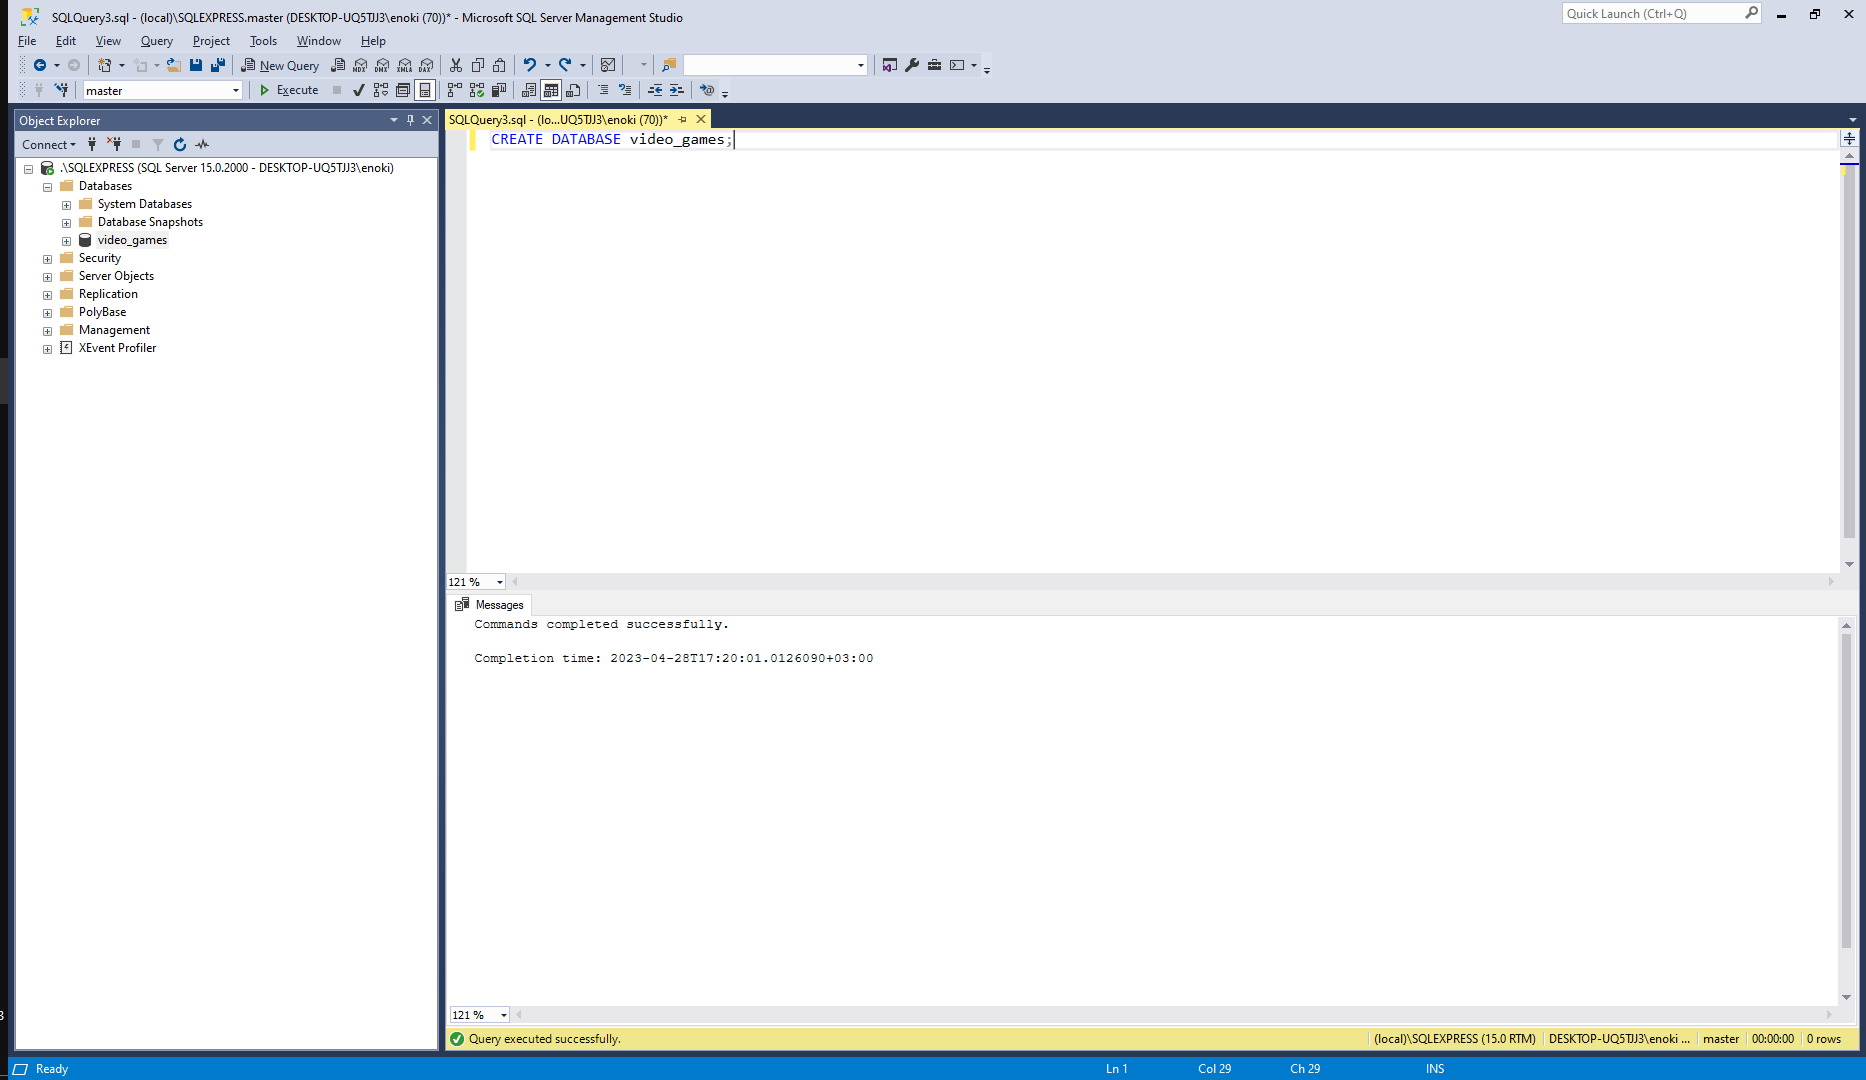 SQLQuery3.sql - (local)\SQLEXPRESS.master (DESKTOP-UQ5TJJ3\enoki (70))* - Microsoft SQL Server Management Studio
Quick Launch (Ctrl+Q)
File Edit View Query Project Tools Window Help
New Query MDX DMX XMLA DAX
master Execute
Object Explorer
Connect
.\SQLEXPRESS (SQL Server 15.0.2000 - DESKTOP-UQ5TJJ3\enoki)
Databases
System Databases
Database Snapshots
video_games
Security
Server Objects
Replication
PolyBase
Management
XEvent Profiler
SQLQuery3.sql - (lo...UQ5TJJ3\enoki (70))*
CREATE DATABASE video_games;
121 %
Messages
Commands completed successfully.
Completion time: 2023-04-28T17:20:01.0126090+03:00
121 %
Query executed successfully.
(local)\SQLEXPRESS (15.0 RTM) DESKTOP-UQ5TJJ3\enoki ... master 00:00:00 0 rows
Ready Ln 1 Col 29 Ch 29 INS